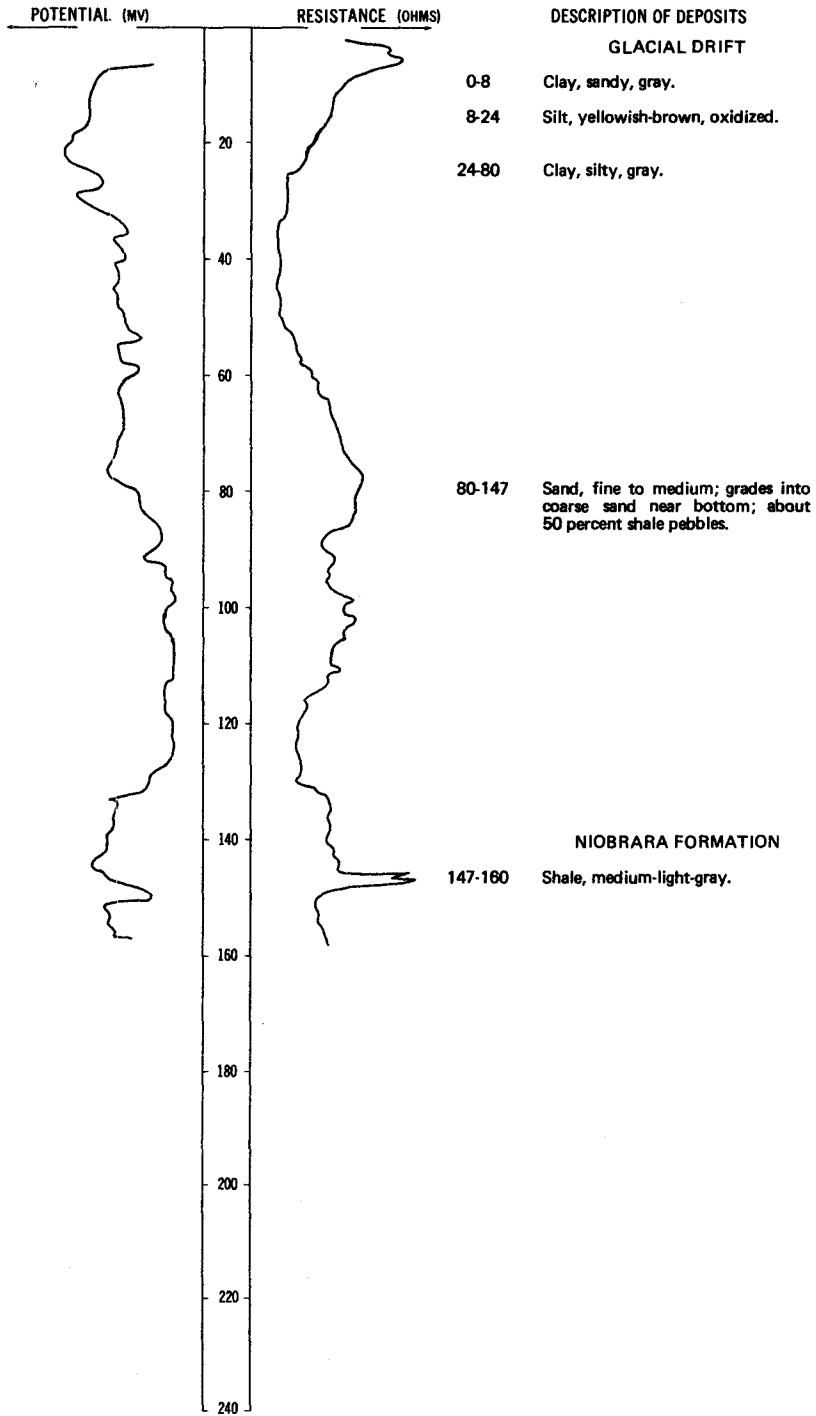 POTENTIAL (MV) RESISTANCE (OHMS) DESCRIPTION OF DEPOSITS
GLACIAL DRIFT
0-8 Clay, sandy, gray.
8-24 Silt, yellowish-brown, oxidized.
20
24-80 Clay, silty, gray.
40
60
80-147 Sand, fine to medium; grades into
80
coarse sand near bottom; about
50 percent shale pebbles.
100
120
140
NIOBRARA FORMATION
147-160 Shale, medium-light-gray.
160
180
200
220
240